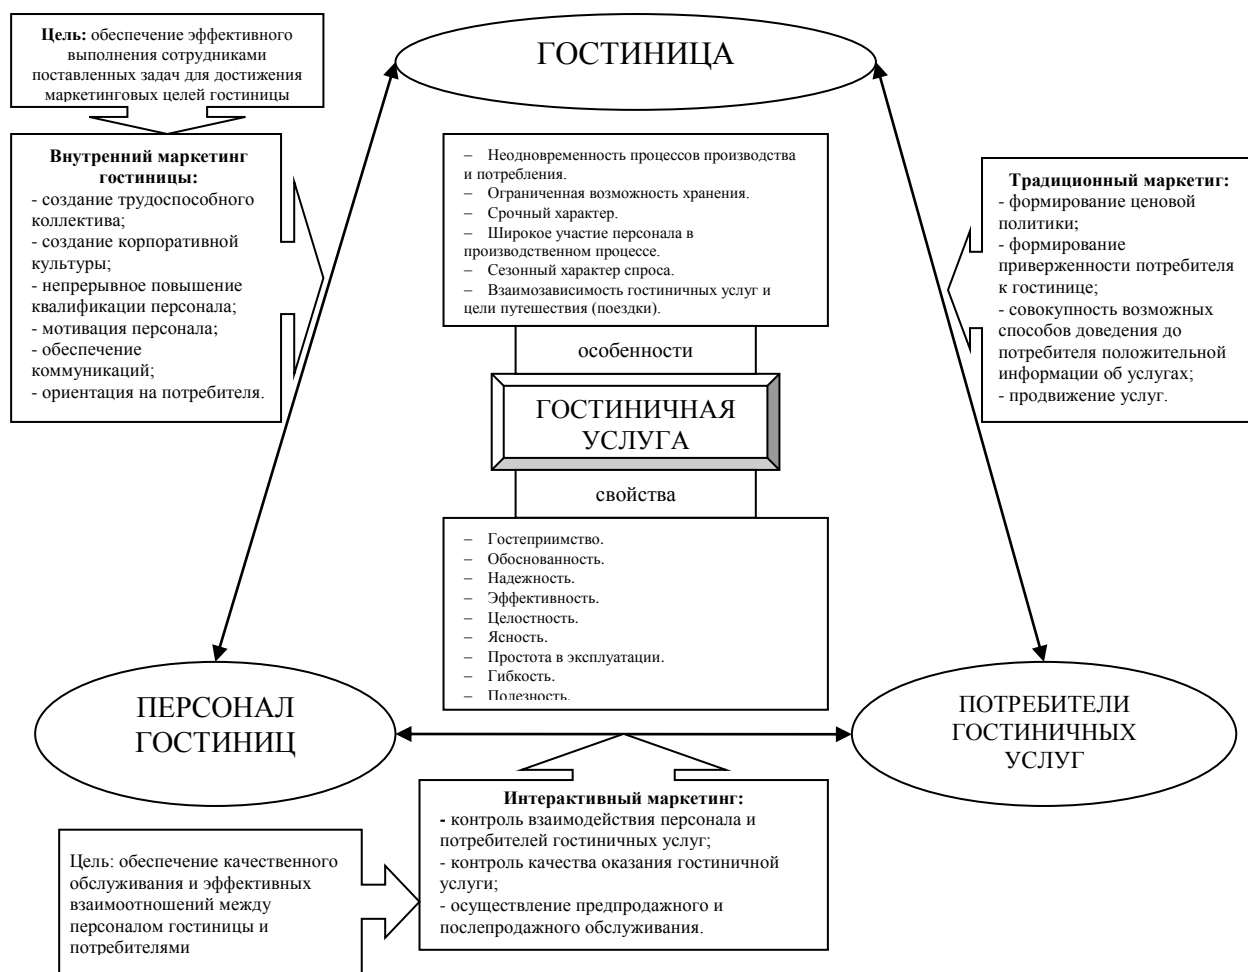 Цель: обеспечение эффективного
выполнения сотрудниками
поставленных задач для достижения
маркетинговых целей гостиницы
ГОСТИНИЦА
Внутренний маркетинг
гостиницы:
- создание трудоспособного
коллектива;
- создание корпоративной
культуры;
- непрерывное повышение
квалификации персонала;
- мотивация персонала;
- обеспечение
коммуникаций;
- ориентация на потребителя.
– Неодновременность процессов производства
и потребления.
– Ограниченная возможность хранения.
– Срочный характер.
– Широкое участие персонала в
производственном процессе.
– Сезонный характер спроса.
– Взаимозависимость гостиничных услуг и
цели путешествия (поездки).
Традиционный маркетиг:
- формирование ценовой
политики;
- формирование
приверженности потребителя
к гостинице;
- совокупность возможных
способов доведения до
потребителя положительной
информации об услугах;
- продвижение услуг.
особенности
ГОСТИНИЧНАЯ
УСЛУГА
свойства
– Гостеприимство.
– Обоснованность.
– Надежность.
– Эффективность.
– Целостность.
– Ясность.
– Простота в эксплуатации.
– Гибкость.
– Полезность.
ПЕРСОНАЛ
ГОСТИНИЦ
ПОТРЕБИТЕЛИ
ГОСТИНИЧНЫХ
УСЛУГ
Интерактивный маркетинг:
- контроль взаимодействия персонала и
потребителей гостиничных услуг;
- контроль качества оказания гостиничной
услуги;
- осуществление предпродажного и
послепродажного обслуживания.
Цель: обеспечение качественного
обслуживания и эффективных
взаимоотношений между
персоналом гостиницы и
потребителями